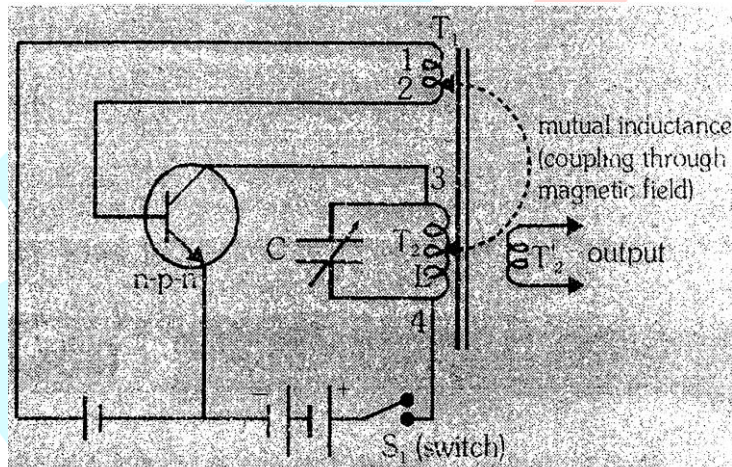 T₁
1
2
mutual inductance
(coupling through
magnetic field)
3
C
T₂
L
T'₂ output
n-p-n
4
− +
S₁ (switch)